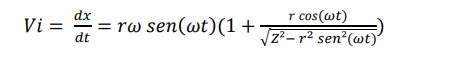 Vi = dx/dt = rω sen(ωt)(1 + r cos(ωt)/√Z² − r² sen²(ωt))